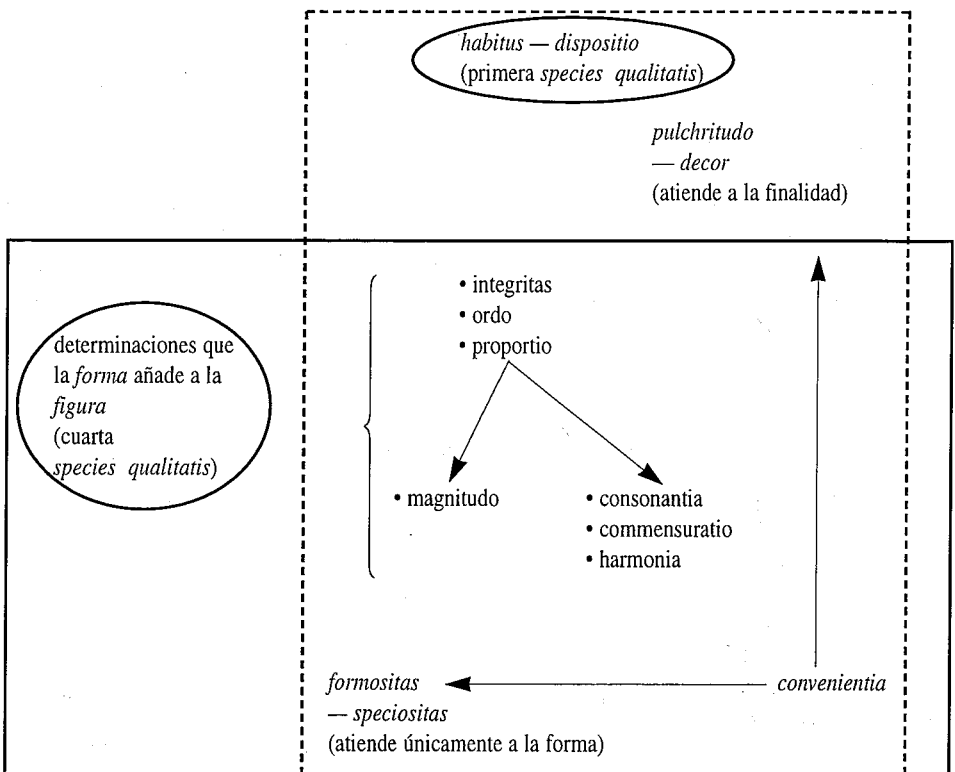 habitus — dispositio
(primera species qualitatis)
pulchritudo
— decor
(atiende a la finalidad)
determinaciones que
la forma añade a la
figura
(cuarta
species qualitatis)
• integritas
• ordo
• proportio
• magnitudo
• consonantia
• commensuratio
• harmonia
formositas
— speciositas
(atiende únicamente a la forma)
convenientia